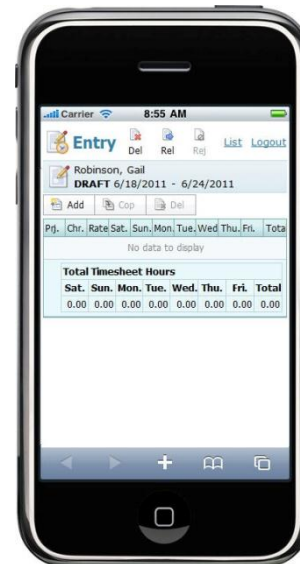 Carrier 8:55 AM
Entry Del Rel Rej List Logout
Robinson, Gail
DRAFT 6/18/2011 - 6/24/2011
Add Cop Del
Prj. Chr. Rate Sat. Sun. Mon. Tue. Wed Thu. Fri. Tota
No data to display
Total Timesheet Hours
Sat. Sun. Mon. Tue. Wed. Thu. Fri. Total
0.00 0.00 0.00 0.00 0.00 0.00 0.00 0.00